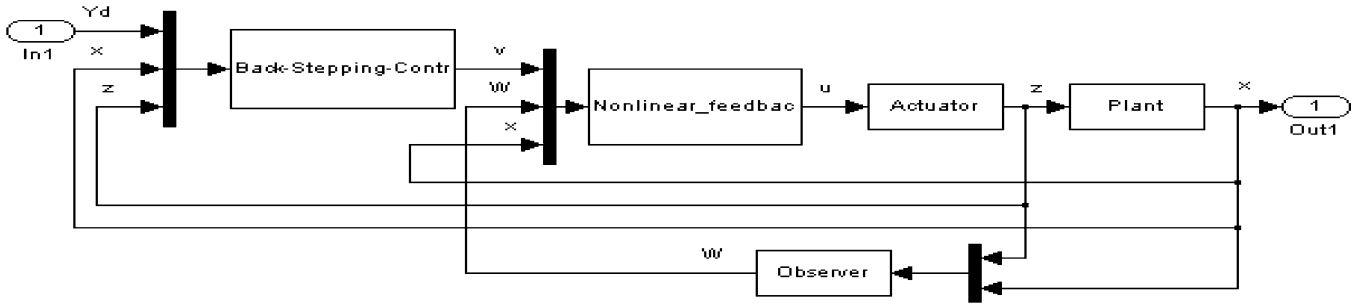 Yd
1
In1
x
z
Back-Stepping-Contr
v
W
x
Nonlinear_feedbac
u
Actuator
z
Plant
x
1
Out1
W
Observer